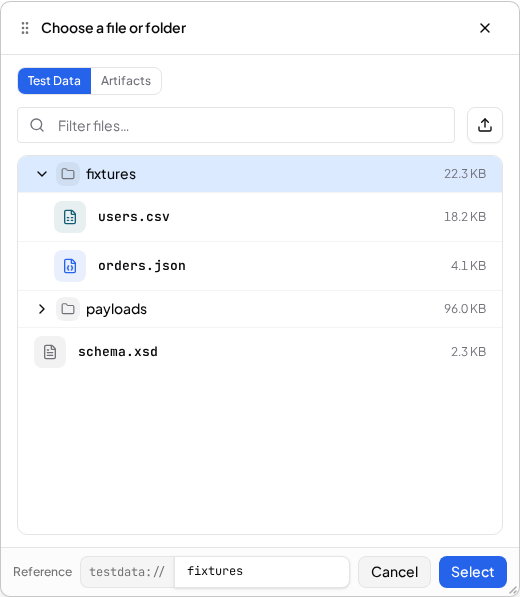 Choose a file or folder
Test Data Artifacts
Filter files...
fixtures 22.3 KB
users.csv 18.2 KB
orders.json 4.1 KB
payloads 96.0 KB
schema.xsd 2.3 KB
Reference testdata:// fixtures Cancel Select